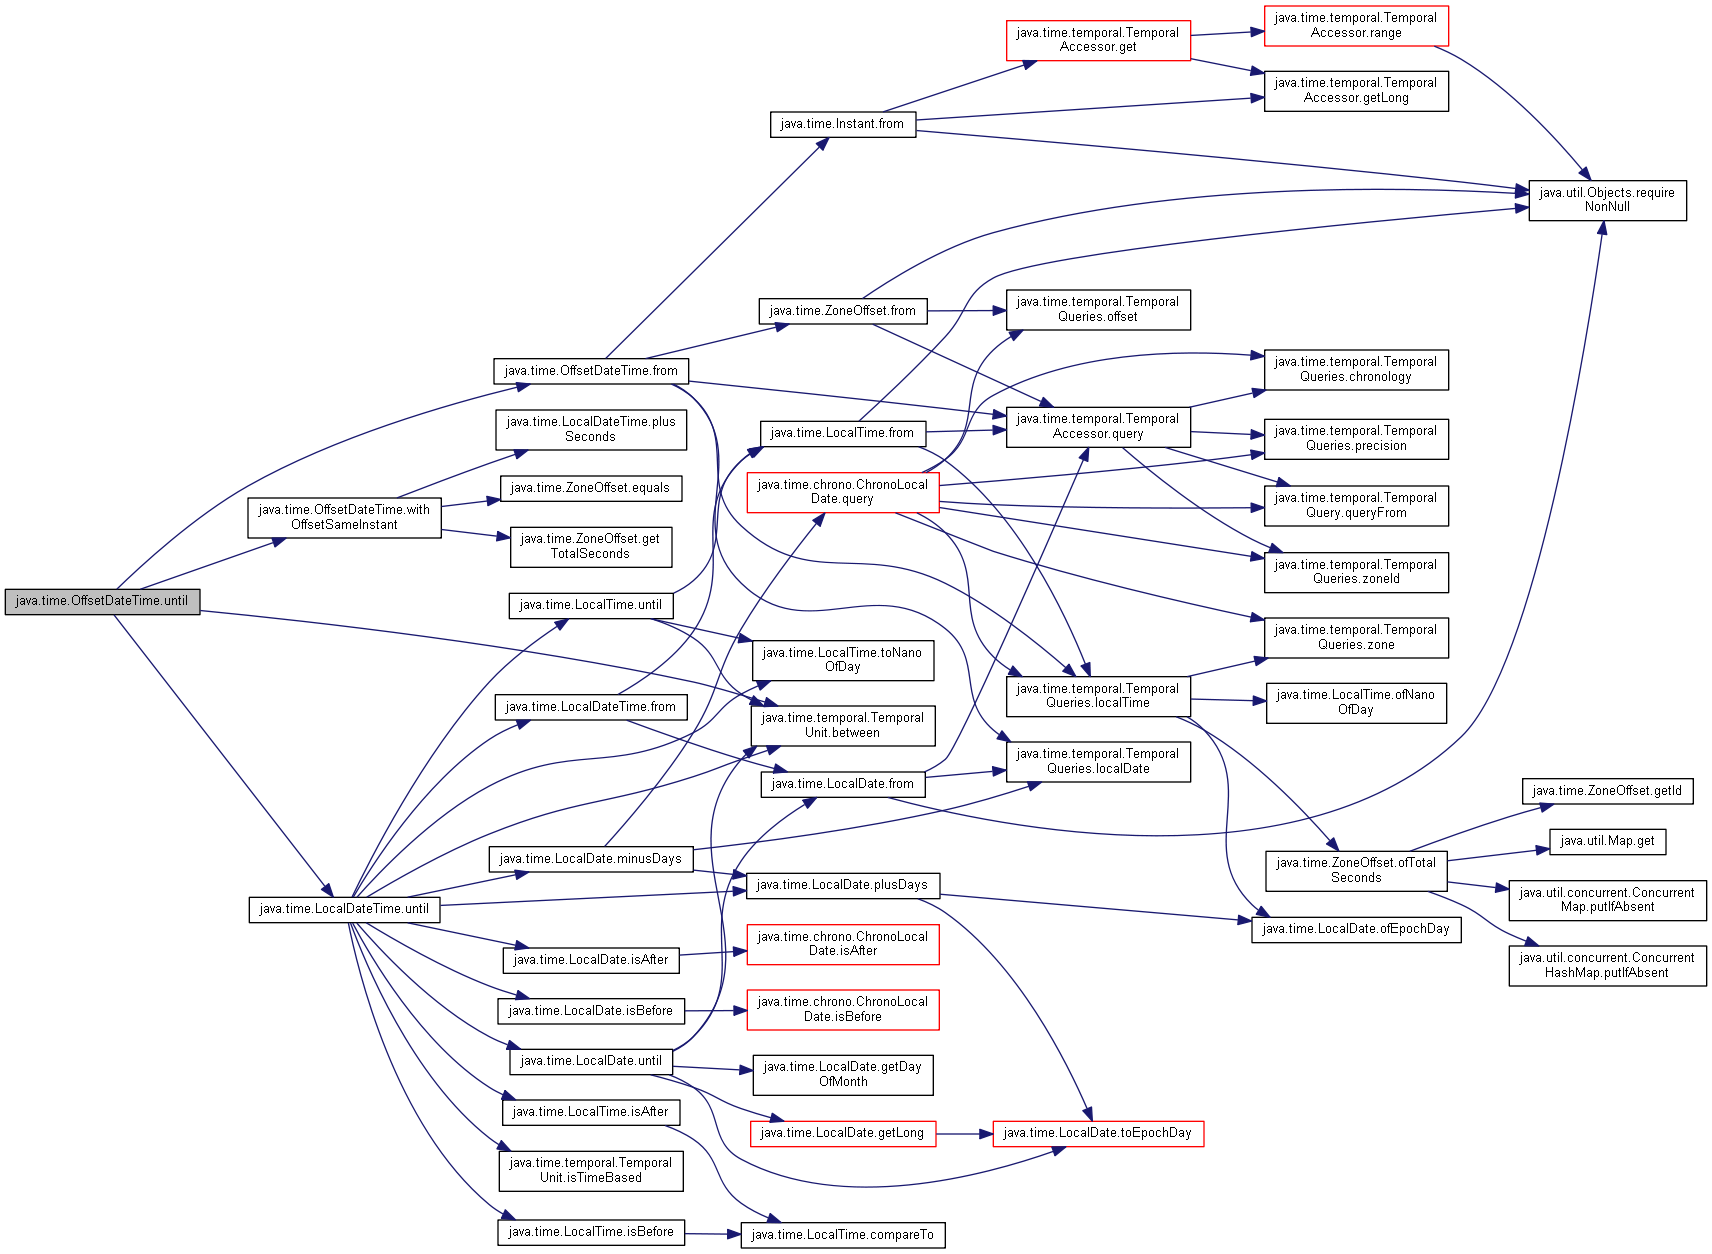 java.time.OffsetDateTime.until
java.time.OffsetDateTime.from
java.time.LocalDateTime.plus
Seconds
java.time.ZoneOffset.equals
java.time.OffsetDateTime.with
OffsetSameInstant
java.time.ZoneOffset.get
TotalSeconds
java.time.LocalTime.until
java.time.LocalDateTime.from
java.time.LocalDate.minusDays
java.time.LocalDateTime.until
java.time.LocalDate.isAfter
java.time.LocalDate.isBefore
java.time.LocalDate.until
java.time.LocalTime.isAfter
java.time.temporal.Temporal
Unit.isTimeBased
java.time.LocalTime.isBefore
java.time.Instant.from
java.time.ZoneOffset.from
java.time.LocalTime.from
java.time.chrono.ChronoLocal
Date.query
java.time.LocalTime.toNano
OfDay
java.time.temporal.Temporal
Unit.between
java.time.LocalDate.from
java.time.LocalDate.plusDays
java.time.chrono.ChronoLocal
Date.isAfter
java.time.chrono.ChronoLocal
Date.isBefore
java.time.LocalDate.getDay
OfMonth
java.time.LocalDate.getLong
java.time.LocalTime.compareTo
java.time.temporal.Temporal
Accessor.get
java.time.temporal.Temporal
Queries.offset
java.time.temporal.Temporal
Accessor.query
java.time.temporal.Temporal
Queries.localTime
java.time.temporal.Temporal
Queries.localDate
java.time.LocalDate.toEpochDay
java.time.temporal.Temporal
Accessor.range
java.time.temporal.Temporal
Accessor.getLong
java.time.temporal.Temporal
Queries.chronology
java.time.temporal.Temporal
Queries.precision
java.time.temporal.Temporal
Query.queryFrom
java.time.temporal.Temporal
Queries.zoneId
java.time.temporal.Temporal
Queries.zone
java.time.LocalTime.ofNano
OfDay
java.time.ZoneOffset.ofTotal
Seconds
java.time.LocalDate.ofEpochDay
java.util.Objects.require
NonNull
java.time.ZoneOffset.getId
java.util.Map.get
java.util.concurrent.Concurrent
Map.putIfAbsent
java.util.concurrent.Concurrent
HashMap.putIfAbsent